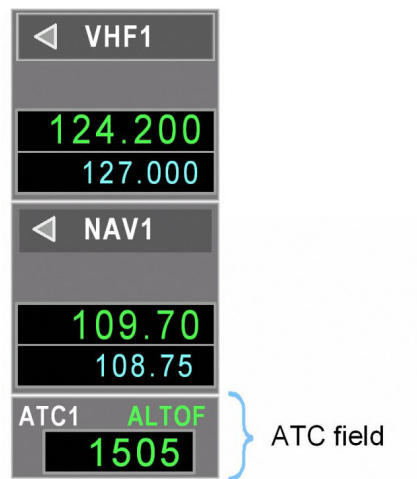 VHF1
124.200
127.000
NAV1
109.70
108.75
ATC1 ALTOF
1505
ATC field